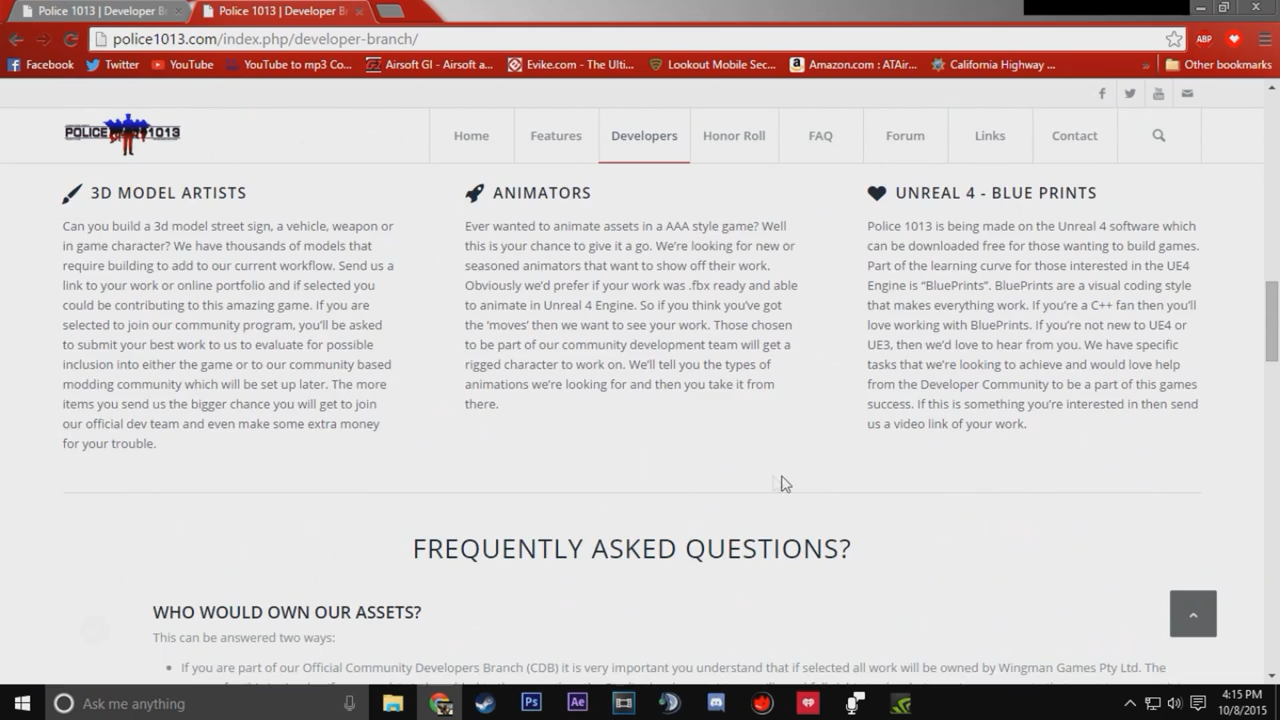 Police 1013 | Developer B
Police 1013 | Developer B
police1013.com/index.php/developer-branch/
ABP
Facebook
Twitter
YouTube
YouTube to mp3 Co...
Airsoft GI - Airsoft a...
Evike.com - The Ulti...
Lookout Mobile Sec...
Amazon.com : ATAir...
California Highway ...
»
Other bookmarks
POLICE 1013
Home
Features
Developers
Honor Roll
FAQ
Forum
Links
Contact
3D MODEL ARTISTS
Can you build a 3d model street sign, a vehicle, weapon or
in game character? We have thousands of models that
require building to add to our current workflow. Send us a
link to your work or online portfolio and if selected you
could be contributing to this amazing game. If you are
selected to join our community program, you'll be asked
to submit your best work to us to evaluate for possible
inclusion into either the game or to our community based
modding community which will be set up later. The more
items you send us the bigger chance you will get to join
our official dev team and even make some extra money
for your trouble.
ANIMATORS
Ever wanted to animate assets in a AAA style game? Well
this is your chance to give it a go. We're looking for new or
seasoned animators that want to show off their work.
Obviously we'd prefer if your work was .fbx ready and able
to animate in Unreal 4 Engine. So if you think you've got
the ‘moves’ then we want to see your work. Those chosen
to be part of our community development team will get a
rigged character to work on. We'll tell you the types of
animations we're looking for and then you take it from
there.
UNREAL 4 - BLUE PRINTS
Police 1013 is being made on the Unreal 4 software which
can be downloaded free for those wanting to build games.
Part of the learning curve for those interested in the UE4
Engine is “BluePrints”. BluePrints are a visual coding style
that makes everything work. If you're a C++ fan then you'll
love working with BluePrints. If you're not new to UE4 or
UE3, then we'd love to hear from you. We have specific
tasks that we're looking to achieve and would love help
from the Developer Community to be a part of this games
success. If this is something you're interested in then send
us a video link of your work.
FREQUENTLY ASKED QUESTIONS?
WHO WOULD OWN OUR ASSETS?
This can be answered two ways:
• If you are part of our Official Community Developers Branch (CDB) it is very important you understand that if selected all work will be owned by Wingman Games Pty Ltd. The
Ask me anything
Ps
Ae
4:15 PM
10/8/2015